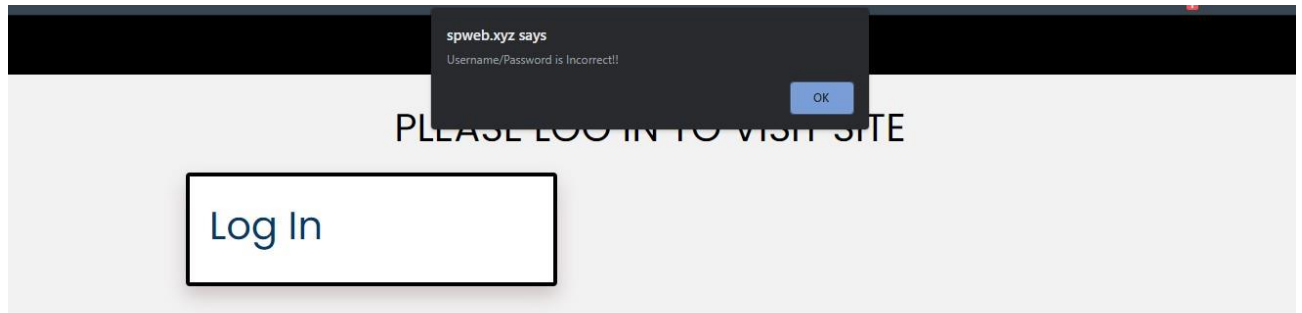 spweb.xyz says
Username/Password is Incorrect!!
OK
PLEASE LOG IN TO VISIT SITE
Log In